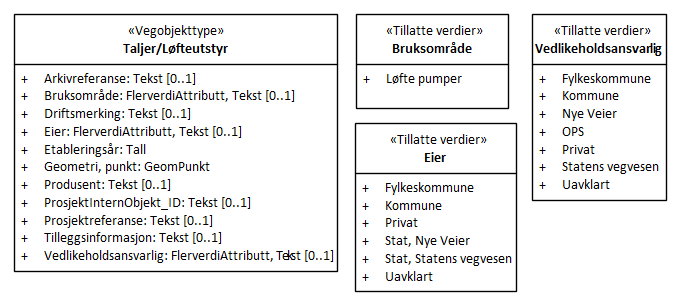 «Vegobjekttype»
Taljer/Løfteutstyr
+ Arkivreferanse: Tekst [0..1]
+ Bruksområde: FlerverdiAttributt, Tekst [0..1]
+ Driftsmerking: Tekst [0..1]
+ Eier: FlerverdiAttributt, Tekst [0..1]
+ Etableringsår: Tall
+ Geometri, punkt: GeomPunkt
+ Produsent: Tekst [0..1]
+ ProsjektInternObjekt_ID: Tekst [0..1]
+ Prosjektreferanse: Tekst [0..1]
+ Tilleggsinformasjon: Tekst [0..1]
+ Vedlikeholdsansvarlig: FlerverdiAttributt, Tekst [0..1]
«Tillatte verdier»
Bruksområde
+ Løfte pumper
«Tillatte verdier»
Eier
+ Fylkeskommune
+ Kommune
+ Privat
+ Stat, Nye Veier
+ Stat, Statens vegvesen
+ Uavklart
«Tillatte verdier»
Vedlikeholdsansvarlig
+ Fylkeskommune
+ Kommune
+ Nye Veier
+ OPS
+ Privat
+ Statens vegvesen
+ Uavklart